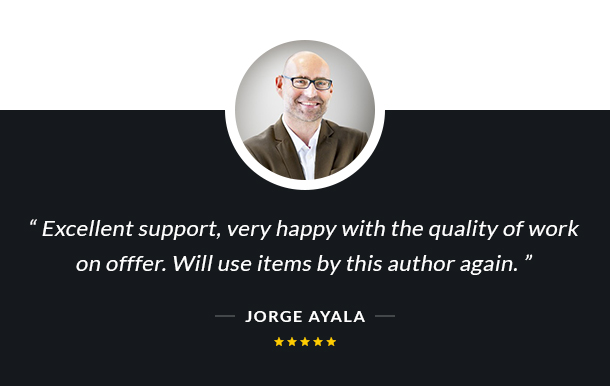 “ Excellent support, very happy with the quality of work
on offfer. Will use items by this author again. ”
JORGE AYALA